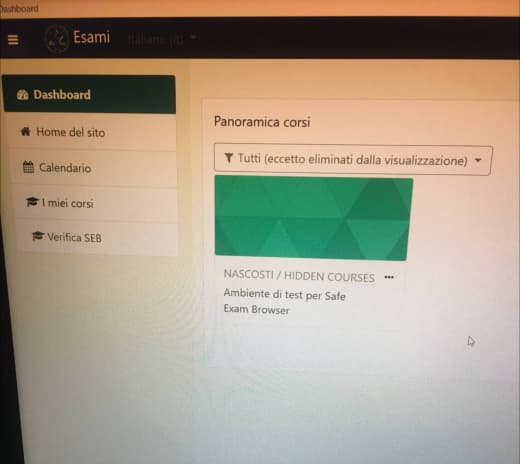 Dashboard
Esami
Italiano (it)
Dashboard
Home del sito
Calendario
I miei corsi
Verifica SEB
Panoramica corsi
Tutti (eccetto eliminati dalla visualizzazione)
NASCOSTI / HIDDEN COURSES
Ambiente di test per Safe
Exam Browser